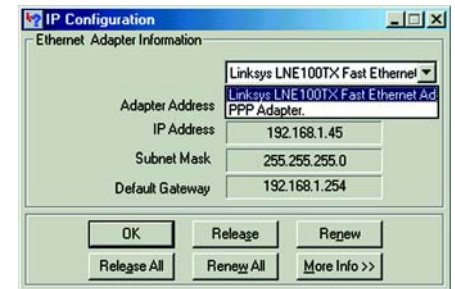 IP Configuration
Ethernet Adapter Information
Linksys LNE100TX Fast Ethernet
Linksys LNE100TX Fast Ethernet Ad
Adapter Address
PPP Adapter.
IP Address 192.168.1.45
Subnet Mask 255.255.255.0
Default Gateway 192.168.1.254
OK Release Renew
Release All Renew All More Info >>